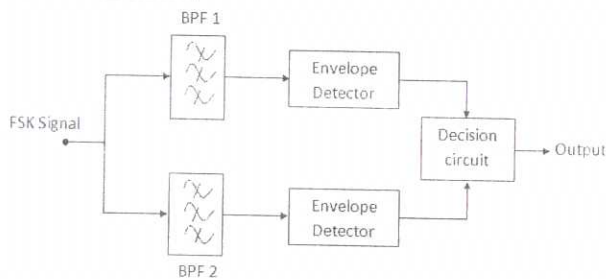 BPF 1
Envelope
Detector
FSK Signal
Decision
circuit
Output
Envelope
Detector
BPF 2